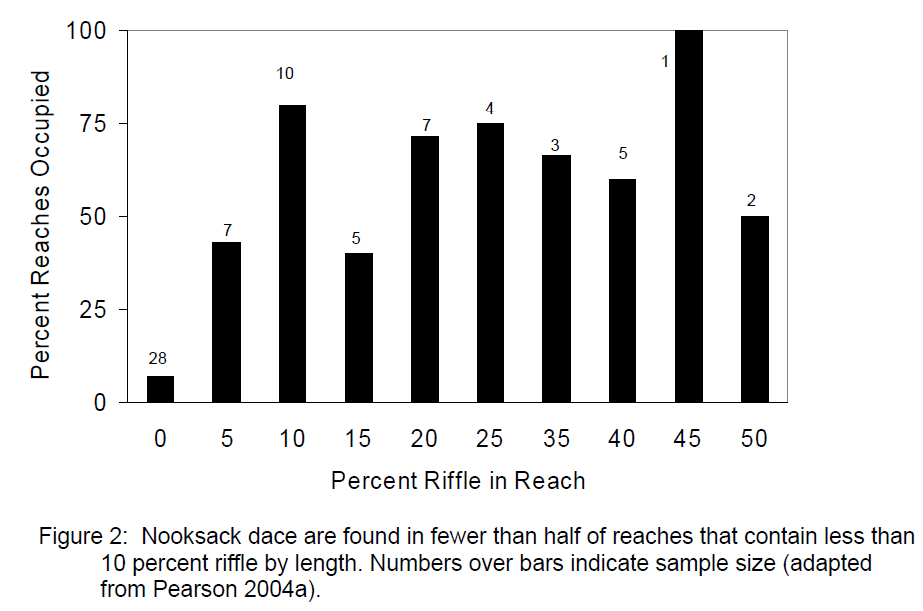 Percent Reaches Occupied
100
75
50
25
0
28
7
10
5
7
4
3
5
1
2
0 5 10 15 20 25 35 40 45 50
Percent Riffle in Reach
Figure 2: Nooksack dace are found in fewer than half of reaches that contain less than
10 percent riffle by length. Numbers over bars indicate sample size (adapted
from Pearson 2004a).